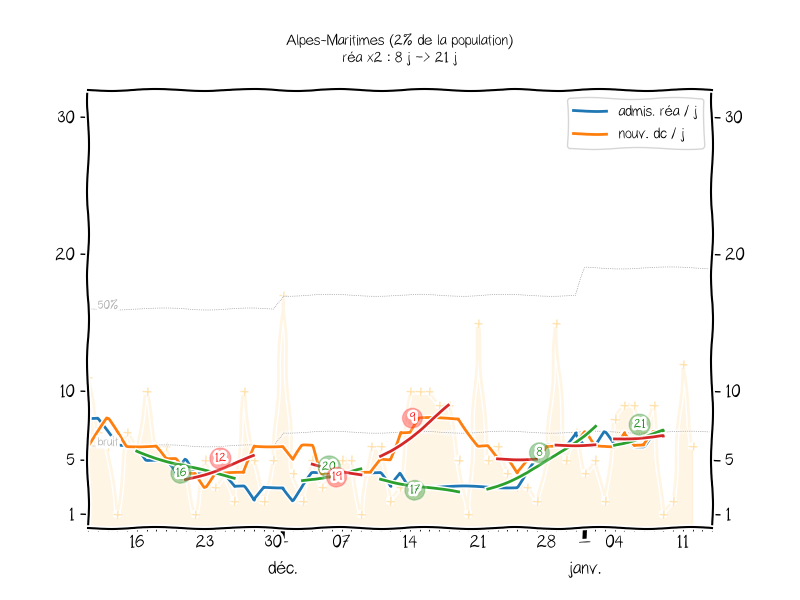 Alpes-Maritimes (2% de la population)
réa x2 : 8 j -> 21 j
admis. réa / j
nouv. dc / j
30 30
20 20
50%
10 10
bruit
5 5
1 1
16 12 20 19 9 17 8 21
16 23 30 07 14 21 28 04 11
déc. janv.